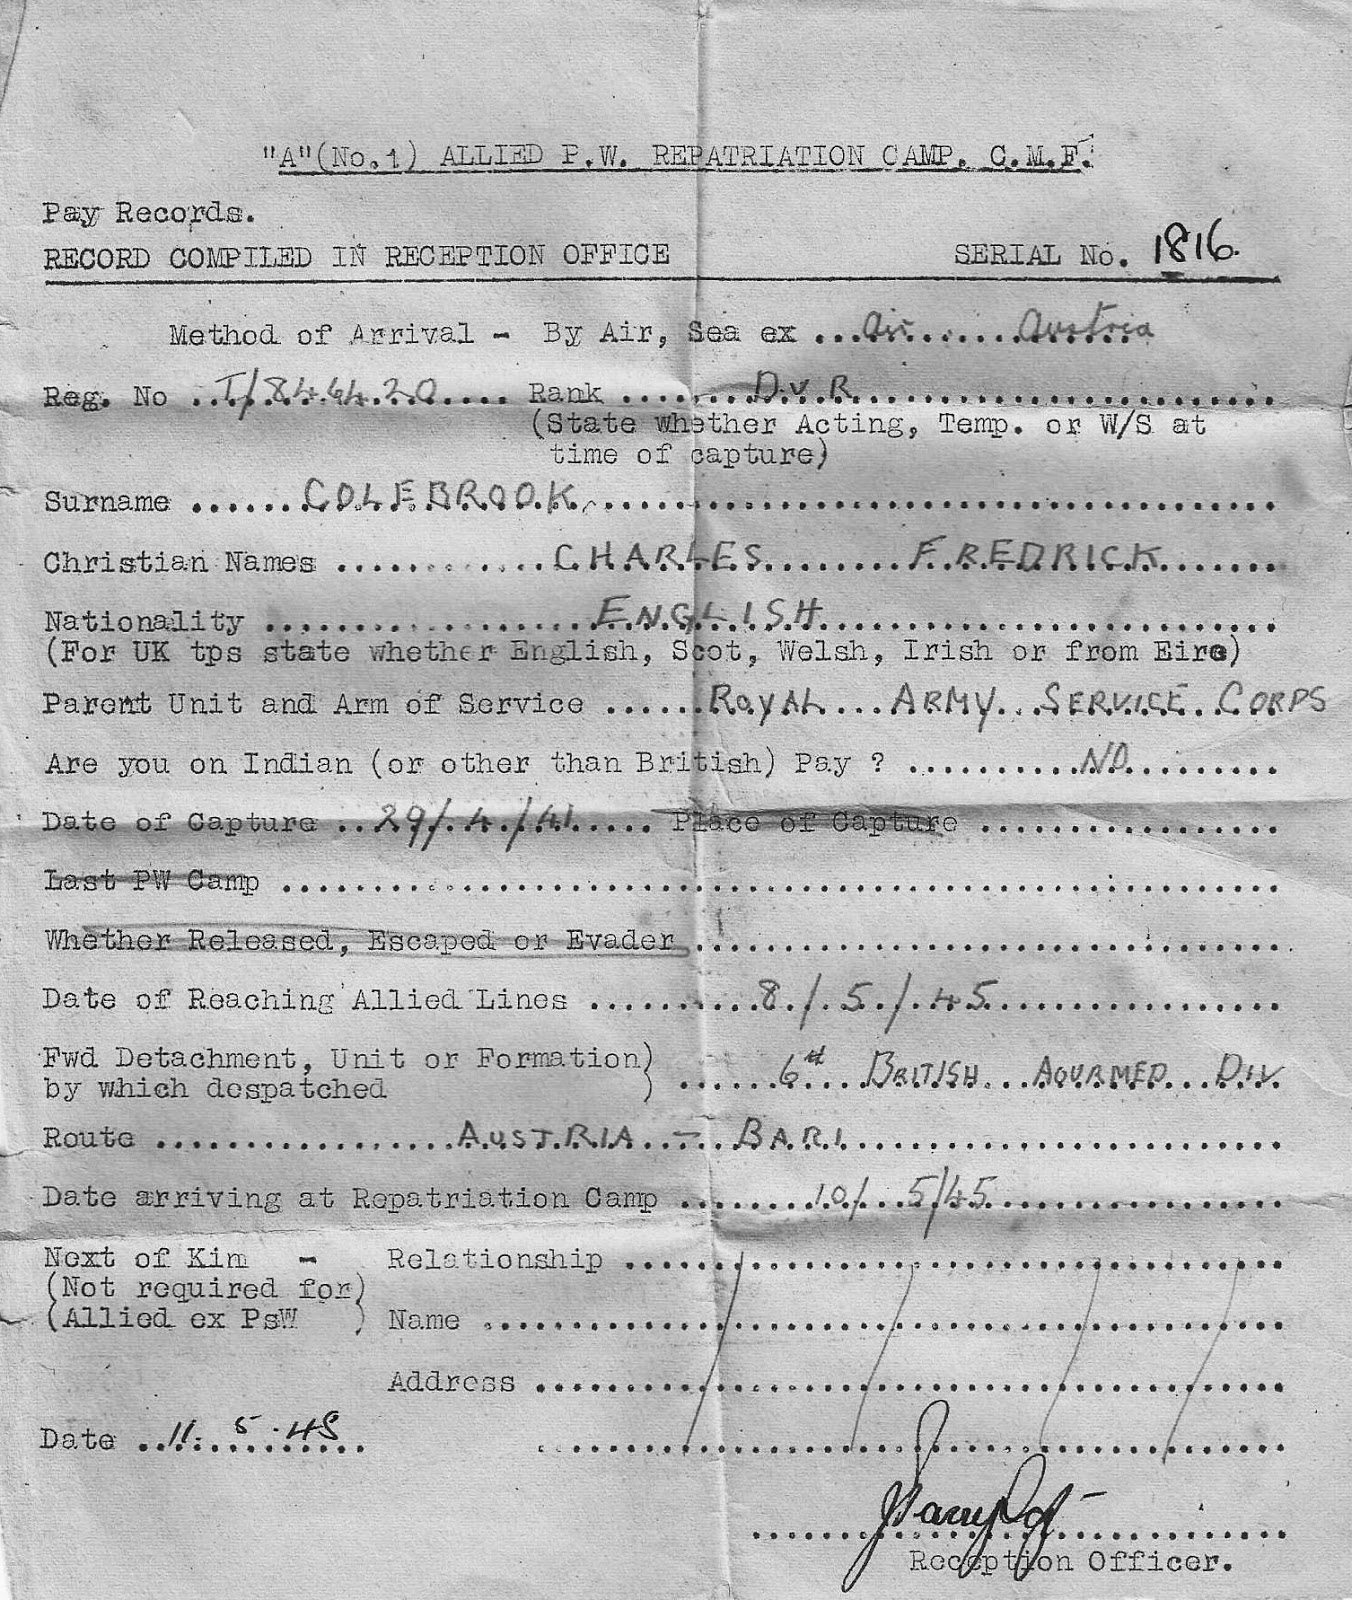 "A"(No.1) ALLIED P.W. REPATRIATION CAMP. C.M.F.
Pay Records.
RECORD COMPILED IN RECEPTION OFFICE SERIAL No. 1816.
Method of Arrival - By Air, Sea ex ...Air.......Austria
Reg. No ...T/84.44.20.... Rank ........D.V.R........................
(State whether Acting, Temp. or W/S at
time of capture)
Surname ......COLEBROOK........................................
Christian Names ............CHARLES........FREDRICK.......
Nationality ..................ENGLISH..........................
(For UK tps state whether English, Scot, Welsh, Irish or from Eire)
Parent Unit and Arm of Service ......ROYAL...ARMY..SERVICE.CORPS
Are you on Indian (or other than British) Pay ? ..........NO.........
Date of Capture ..29/.4./41..... Place of Capture .................
Last PW Camp .......................................................
Whether Released, Escaped or Evader .................................
Date of Reaching Allied Lines .........8./.5./.45................
Fwd Detachment, Unit or Formation)
by which despatched ) ......6th...BRITISH...AOURMED...DIV.
Route ................AUSTRIA..-..BARI........................
Date arriving at Repatriation Camp ........10/.5/45................
Next of Kim - Relationship .....................................
(Not required for)
(Allied ex PsW ) Name .............................................
Address ..........................................
Date ..11..5.45.. .........................................
..............................
Reception Officer.